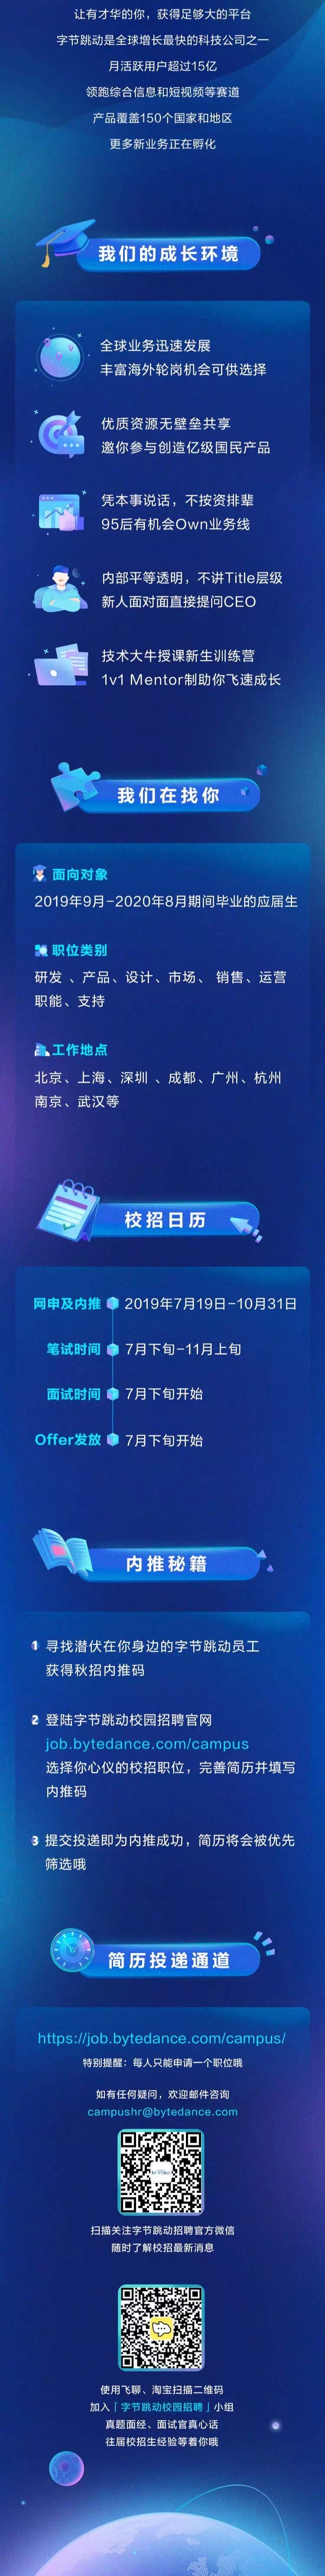 让有才华的你，获得足够大的平台
字节跳动是全球增长最快的科技公司之一
月活跃用户超过15亿
领跑综合信息和短视频等赛道
产品覆盖150个国家和地区
更多新业务正在孵化
我们的成长环境
全球业务迅速发展
丰富海外轮岗机会可供选择
优质资源无壁垒共享
邀你参与创造亿级国民产品
凭本事说话，不按资排辈
95后有机会Own业务线
内部平等透明，不讲Title层级
新人面对面直接提问CEO
技术大牛授课新生训练营
1v1 Mentor制助你飞速成长
我们在找你
面向对象
2019年9月-2020年8月期间毕业的应届生
职位类别
研发 、产品、设计、市场、 销售、运营
职能、支持
工作地点
北京、上海、深圳 、成都、广州、杭州
南京、武汉等
校招日历
网申及内推 2019年7月19日-10月31日
笔试时间 7月下旬-11月上旬
面试时间 7月下旬开始
Offer发放 7月下旬开始
内推秘籍
1 寻找潜伏在你身边的字节跳动员工
获得秋招内推码
2 登陆字节跳动校园招聘官网
job.bytedance.com/campus
选择你心仪的校招职位，完善简历并填写
内推码
3 提交投递即为内推成功，简历将会被优先
筛选哦
简历投递通道
https://job.bytedance.com/campus/
特别提醒：每人只能申请一个职位哦
如有任何疑问，欢迎邮件咨询
campushr@bytedance.com
扫描关注字节跳动招聘官方微信
随时了解校招最新消息
使用飞聊、淘宝扫描二维码
加入「字节跳动校园招聘」小组
真题面经、面试官真心话
往届校招生经验等着你哦